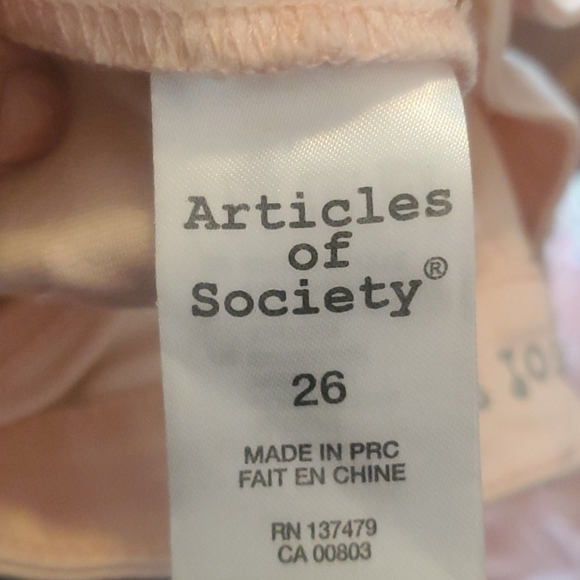 Articles
of
Society®
26
MADE IN PRC
FAIT EN CHINE
RN 137479
CA 00803